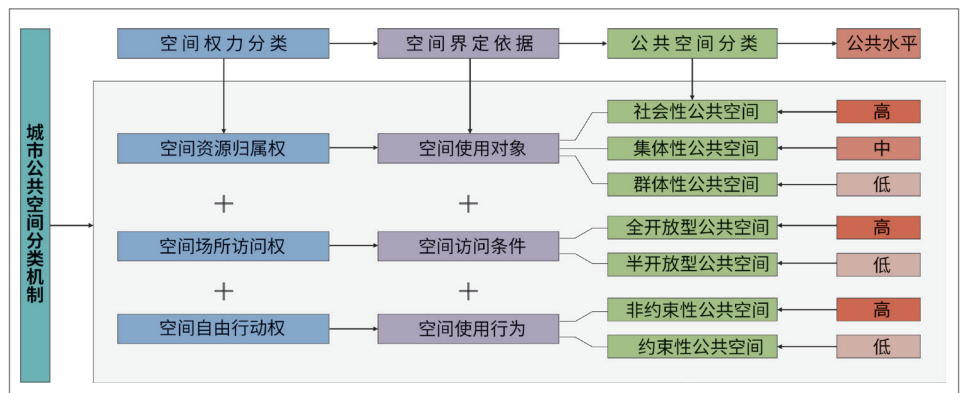 城市公共空间分类机制
空间权力分类
空间界定依据
公共空间分类
公共水平
社会性公共空间
高
空间资源归属权
空间使用对象
集体性公共空间
中
群体性公共空间
低
+
+
全开放型公共空间
高
空间场所访问权
空间访问条件
半开放型公共空间
低
+
+
非约束性公共空间
高
空间自由行动权
空间使用行为
约束性公共空间
低